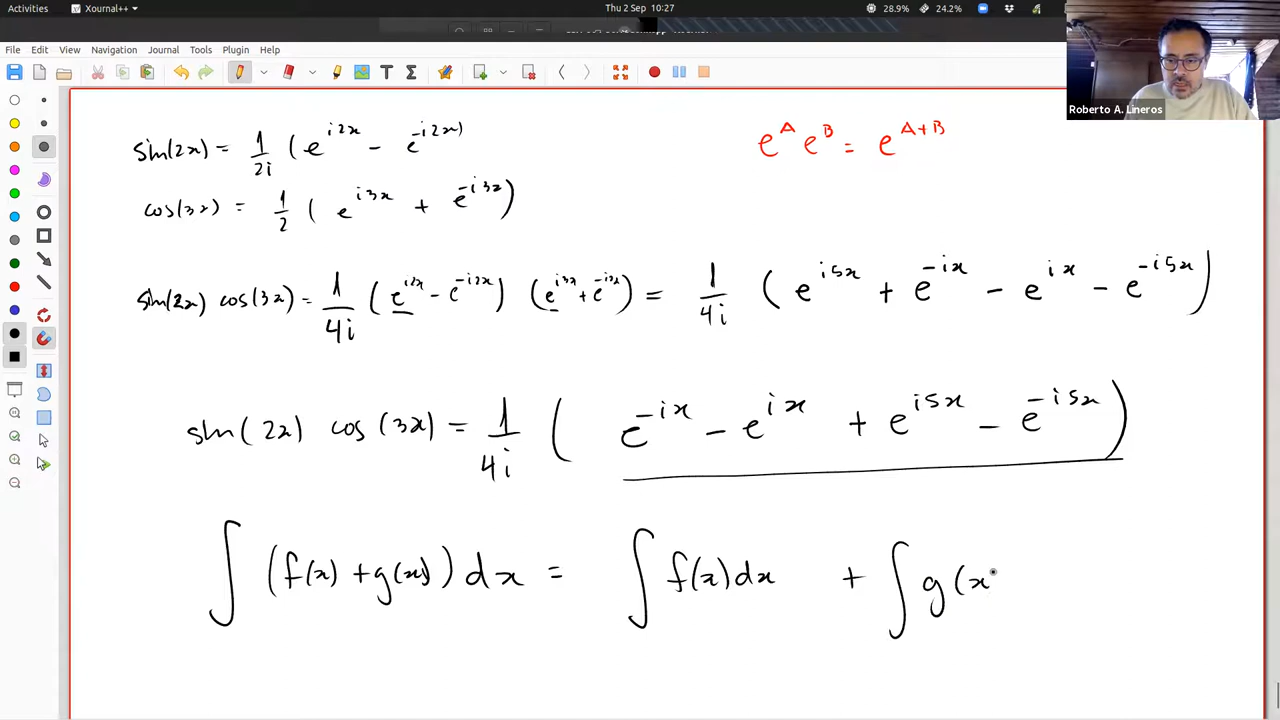 Activities Xournal++ Thu 2 Sep 10:27 28.9% 24.2%
File Edit View Navigation Journal Tools Plugin Help
Roberto A. Lineros
sin(2x) = 1/2i (e^{i2x} - e^{-i2x})
e^A e^B = e^{A+B}
cos(3x) = 1/2 (e^{i3x} + e^{-i3x})
sin(2x) cos(3x) = 1/4i (e^{i2x} - e^{-i2x}) (e^{i3x} + e^{-i3x}) = 1/4i (e^{i5x} + e^{-ix} - e^{ix} - e^{-i5x})
sin(2x) cos(3x) = 1/4i (e^{-ix} - e^{ix} + e^{i5x} - e^{-i5x})
∫ (f(x) + g(x)) dx = ∫ f(x) dx + ∫ g(x